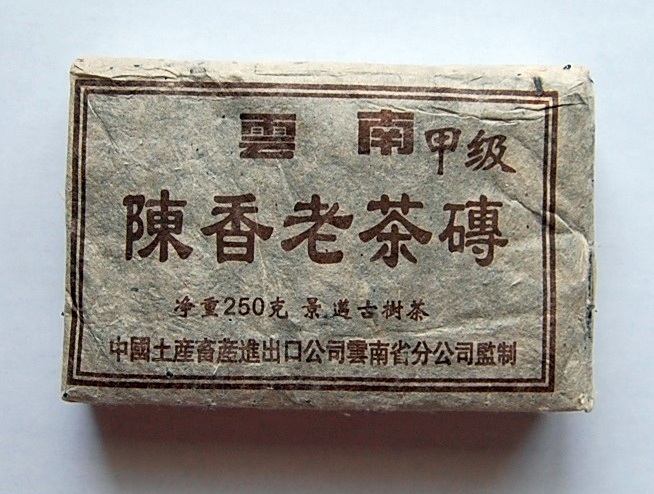 雲南甲级
陳香老茶磚
净重250克 景邁古樹茶
中國土産畜産進出口公司雲南省分公司監制